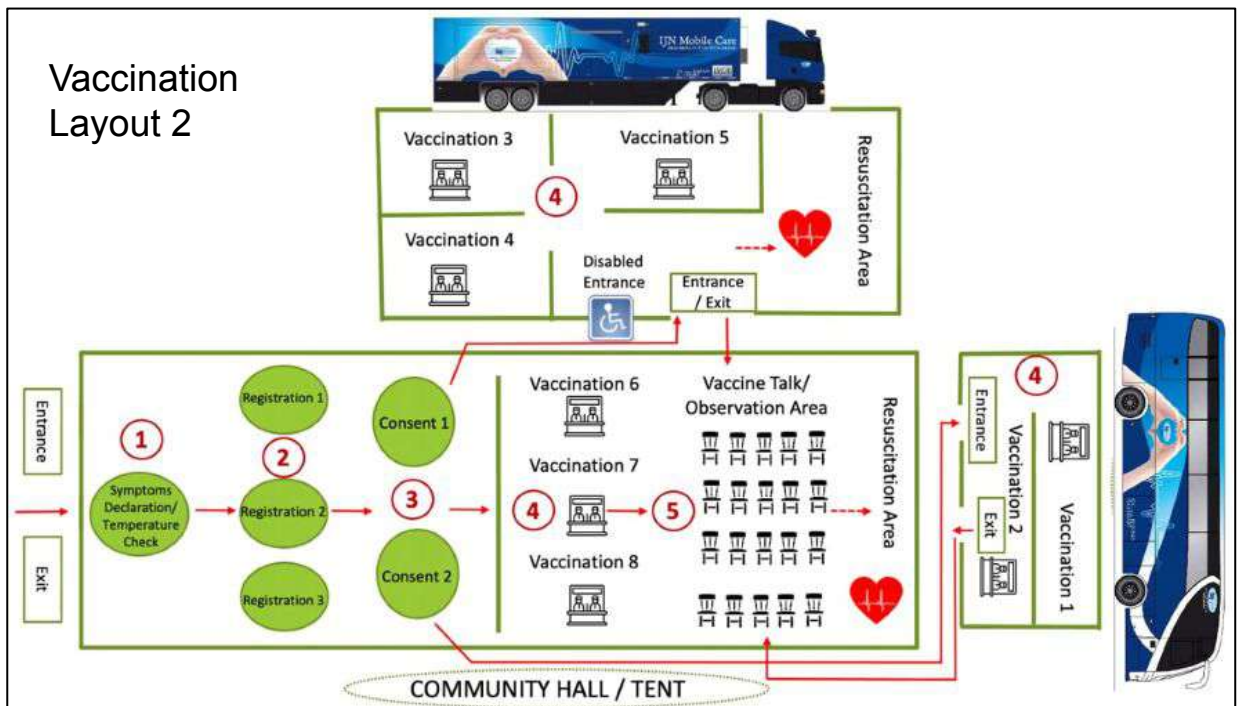 Vaccination
Layout 2
IJN Mobile Care
Vaccination 3
Vaccination 5
4
Vaccination 4
Resuscitation Area
Disabled
Entrance
Entrance
/ Exit
Entrance
Exit
1
Symptoms
Declaration/
Temperature
Check
Registration 1
2
Registration 2
Registration 3
Consent 1
3
Consent 2
Vaccination 6
Vaccination 7
4
Vaccination 8
5
Vaccine Talk/
Observation Area
Resuscitation Area
4
Entrance
Exit
Vaccination 2
Vaccination 1
COMMUNITY HALL / TENT